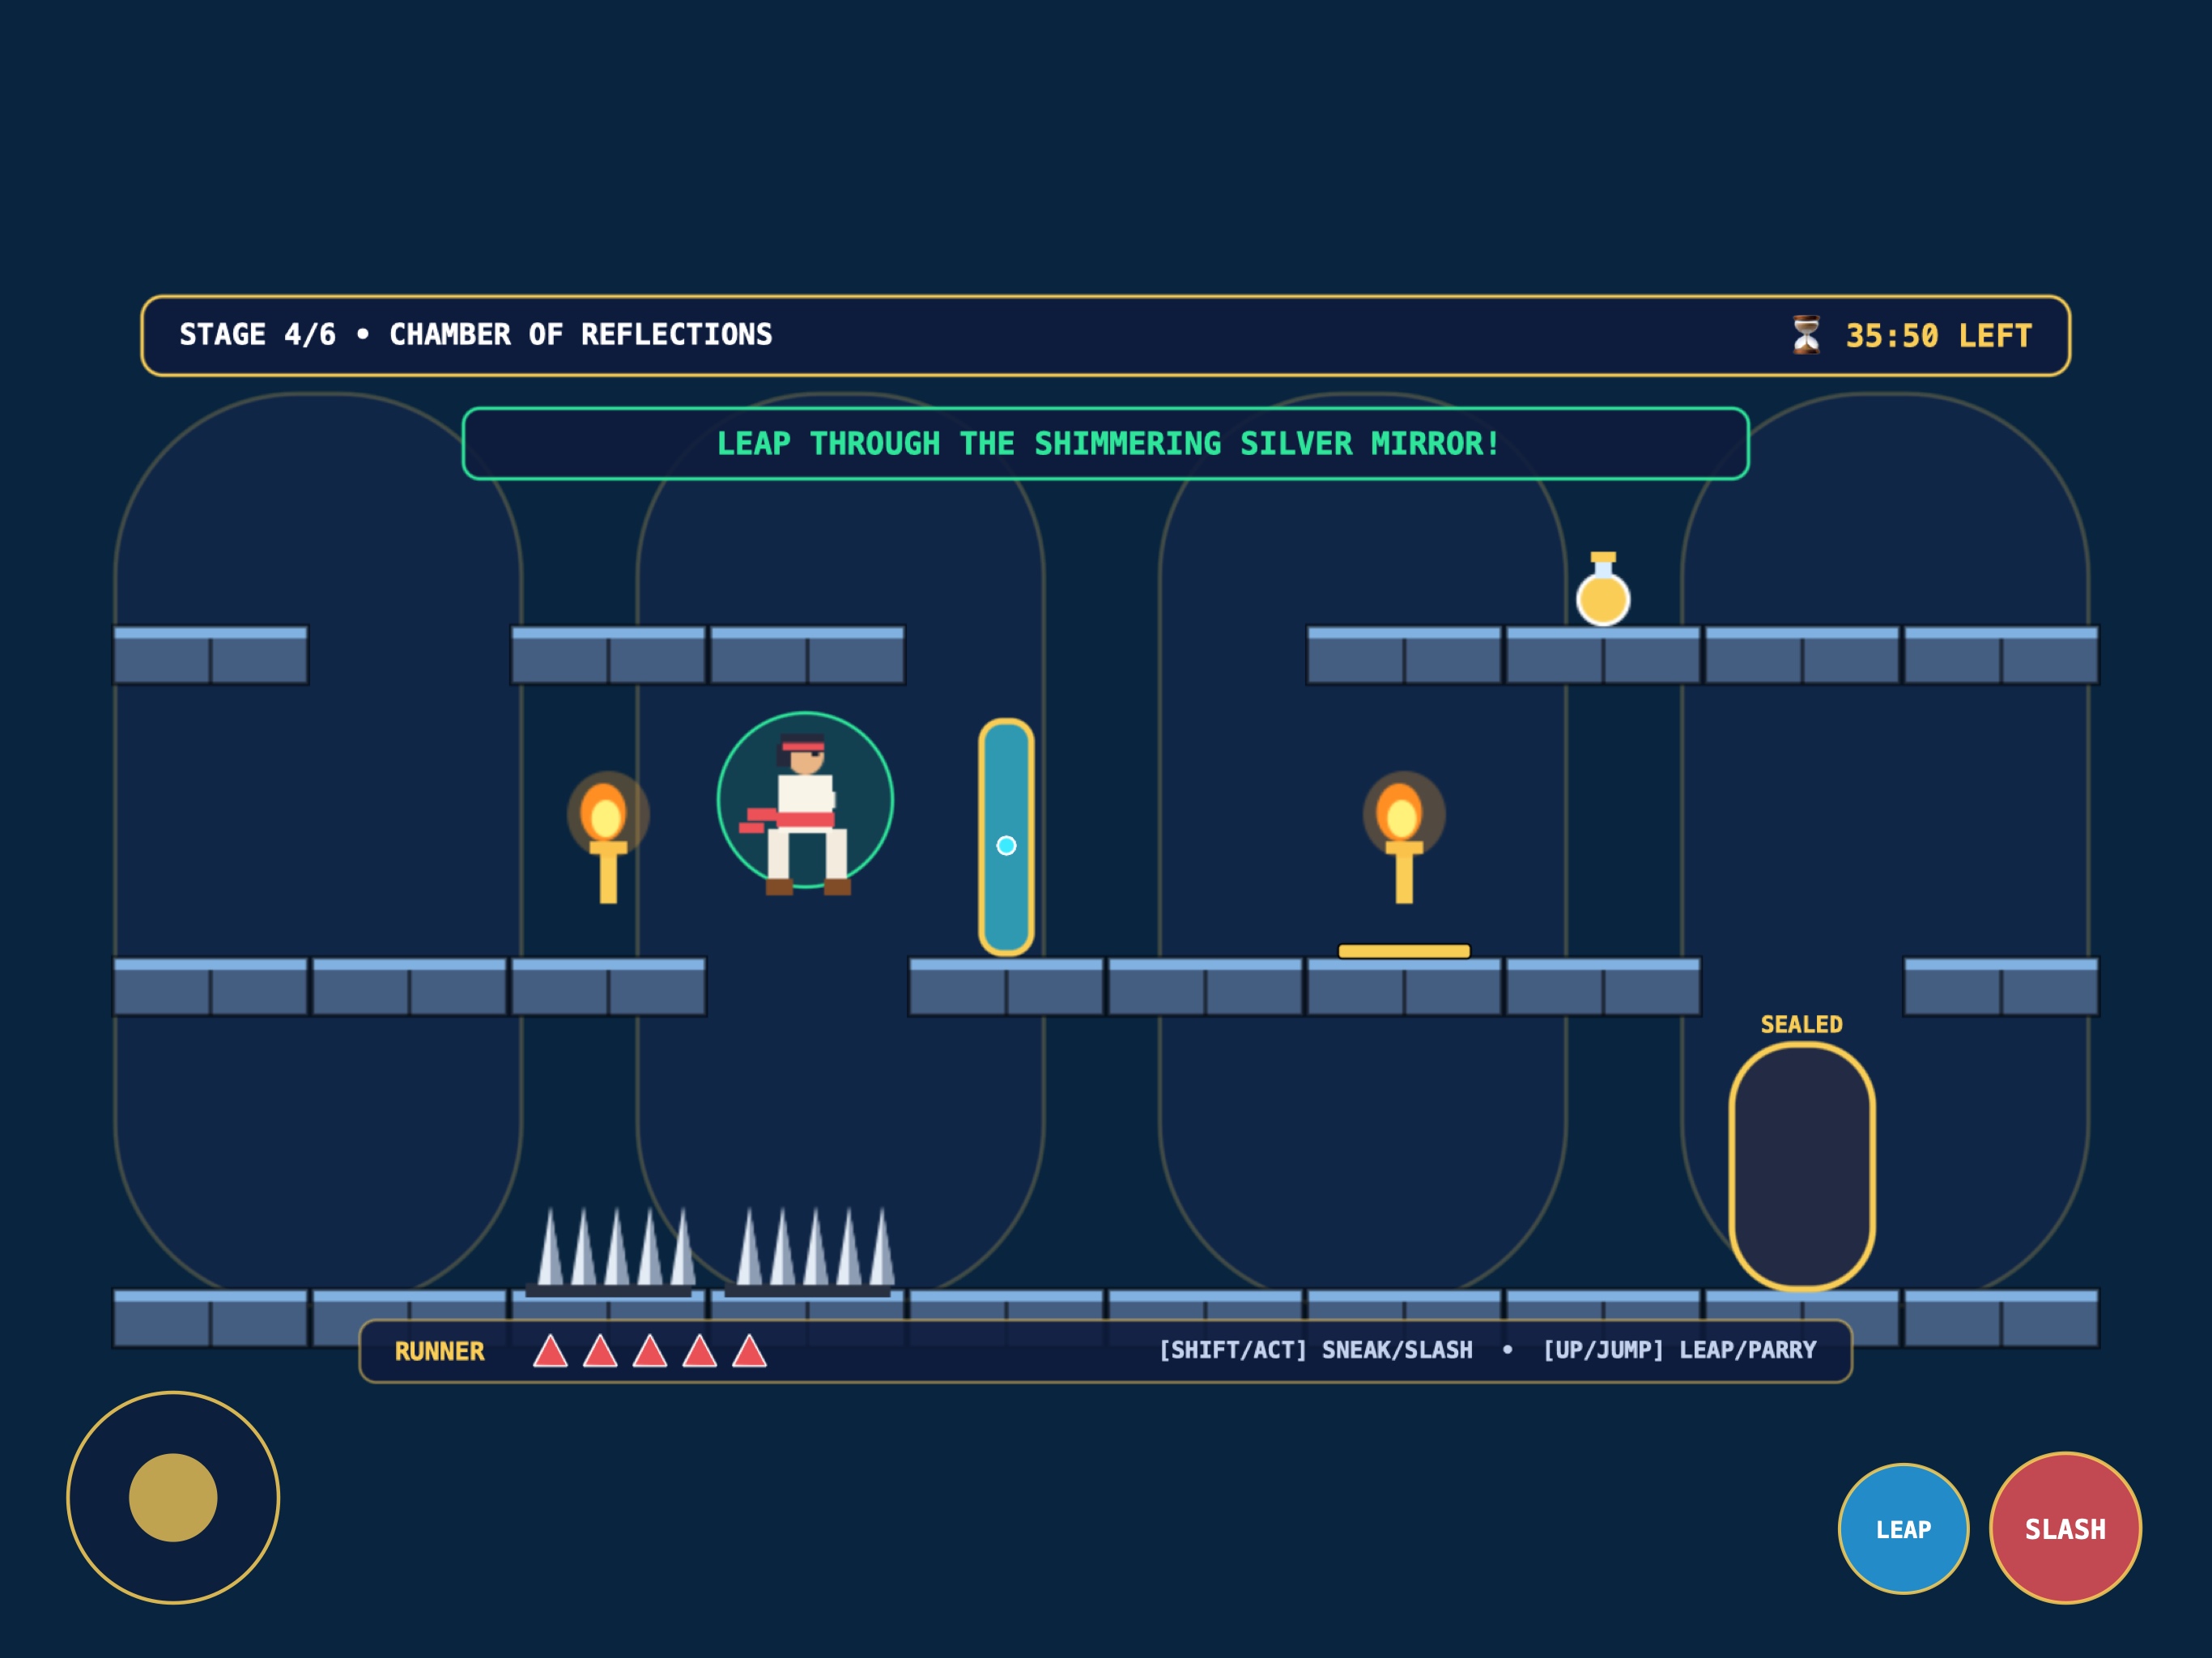 STAGE 4/6 • CHAMBER OF REFLECTIONS
35:50 LEFT
LEAP THROUGH THE SHIMMERING SILVER MIRROR!
SEALED
RUNNER
[SHIFT/ACT] SNEAK/SLASH • [UP/JUMP] LEAP/PARRY
LEAP
SLASH